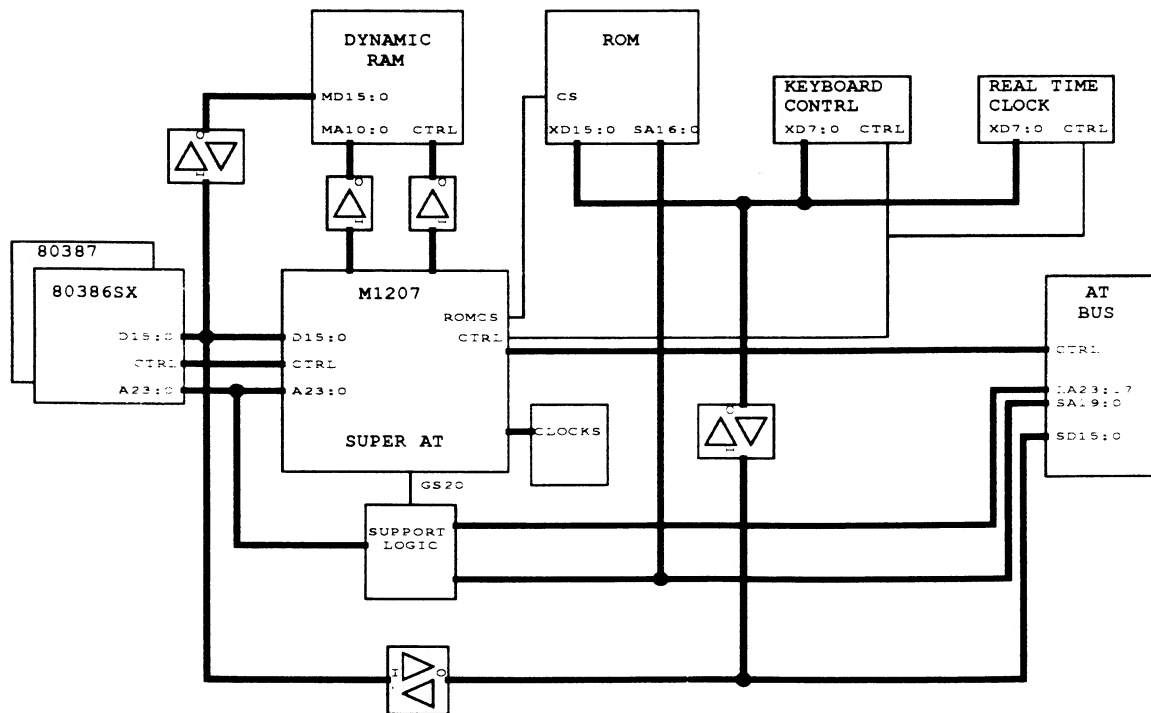 DYNAMIC
RAM
MD15:0
MA10:0 CTRL
ROM
CS
XD15:0 SA16:0
KEYBOARD
CONTRL
XD7:0 CTRL
REAL TIME
CLOCK
XD7:0 CTRL
O
I
O
I
O
I
80387
80386SX
D15:0
CTRL
A23:0
M1207
ROMCS
CTRL
D15:0
CTRL
A23:0
SUPER AT
CLOCKS
GS20
SUPPORT
LOGIC
O
I
AT
BUS
CTRL
LA23:17
SA19:0
SD15:0
I
O